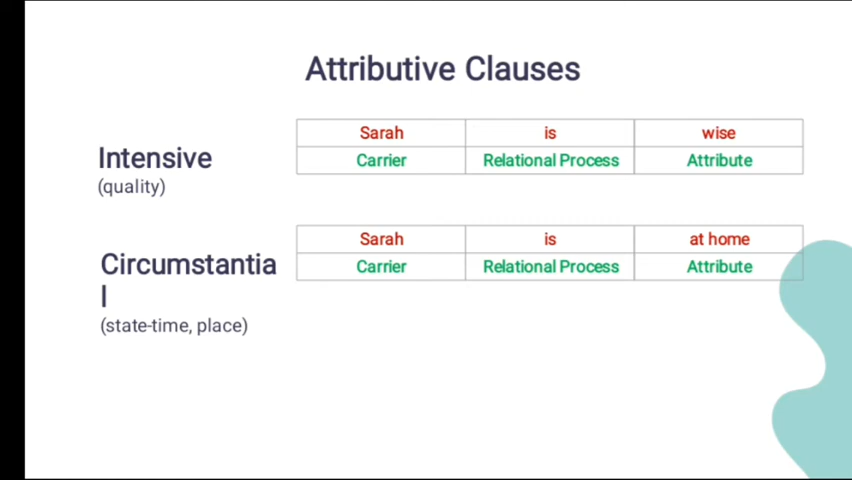 Attributive Clauses
Sarah is wise
Intensive
Carrier Relational Process Attribute
(quality)
Sarah is at home
Circumstantia
l
Carrier Relational Process Attribute
(state-time, place)